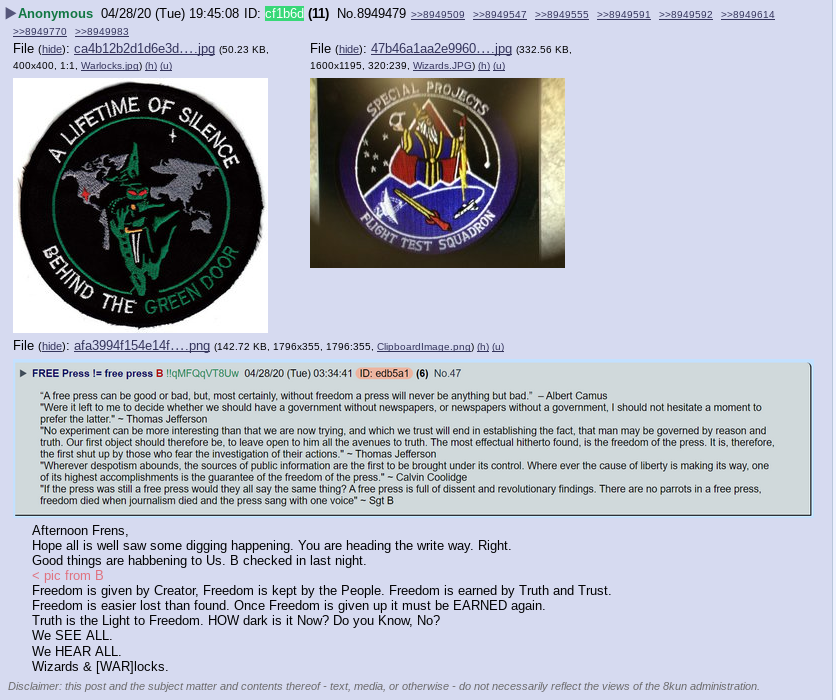 ▶Anonymous 04/28/20 (Tue) 19:45:08 ID: cf1b6d (11) No.8949479 >>8949509 >>8949547 >>8949555 >>8949591 >>8949592 >>8949614
>>8949770 >>8949983
File (hide): ca4b12b2d1d6e3d….jpg (50.23 KB,
400x400, 1:1, Warlocks.jpg) (h) (u)
File (hide): 47b46a1aa2e9960….jpg (332.56 KB,
1600x1195, 320:239, Wizards.JPG) (h) (u)
A LIFETIME OF SILENCE
BEHIND THE GREEN DOOR
SPECIAL PROJECTS
FLIGHT TEST SQUADRON
File (hide): afa3994f154e14f….png (142.72 KB, 1796x355, 1796:355, ClipboardImage.png) (h) (u)
▶ FREE Press != free press B !!qMFQqVT8Uw 04/28/20 (Tue) 03:34:41 ID: edb5a1 (6) No.47
“A free press can be good or bad, but, most certainly, without freedom a press will never be anything but bad.” – Albert Camus
"Were it left to me to decide whether we should have a government without newspapers, or newspapers without a government, I should not hesitate a moment to
prefer the latter." ~ Thomas Jefferson
"No experiment can be more interesting than that we are now trying, and which we trust will end in establishing the fact, that man may be governed by reason and
truth. Our first object should therefore be, to leave open to him all the avenues to truth. The most effectual hitherto found, is the freedom of the press. It is, therefore,
the first shut up by those who fear the investigation of their actions." ~ Thomas Jefferson
"Wherever despotism abounds, the sources of public information are the first to be brought under its control. Where ever the cause of liberty is making its way, one
of its highest accomplishments is the guarantee of the freedom of the press." ~ Calvin Coolidge
"If the press was still a free press would they all say the same thing? A free press is full of dissent and revolutionary findings. There are no parrots in a free press,
freedom died when journalism died and the press sang with one voice" ~ Sgt B
Afternoon Frens,
Hope all is well saw some digging happening. You are heading the write way. Right.
Good things are habbening to Us. B checked in last night.
< pic from B
Freedom is given by Creator, Freedom is kept by the People. Freedom is earned by Truth and Trust.
Freedom is easier lost than found. Once Freedom is given up it must be EARNED again.
Truth is the Light to Freedom. HOW dark is it Now? Do you Know, No?
We SEE ALL.
We HEAR ALL.
Wizards & [WAR]locks.
Disclaimer: this post and the subject matter and contents thereof - text, media, or otherwise - do not necessarily reflect the views of the 8kun administration.